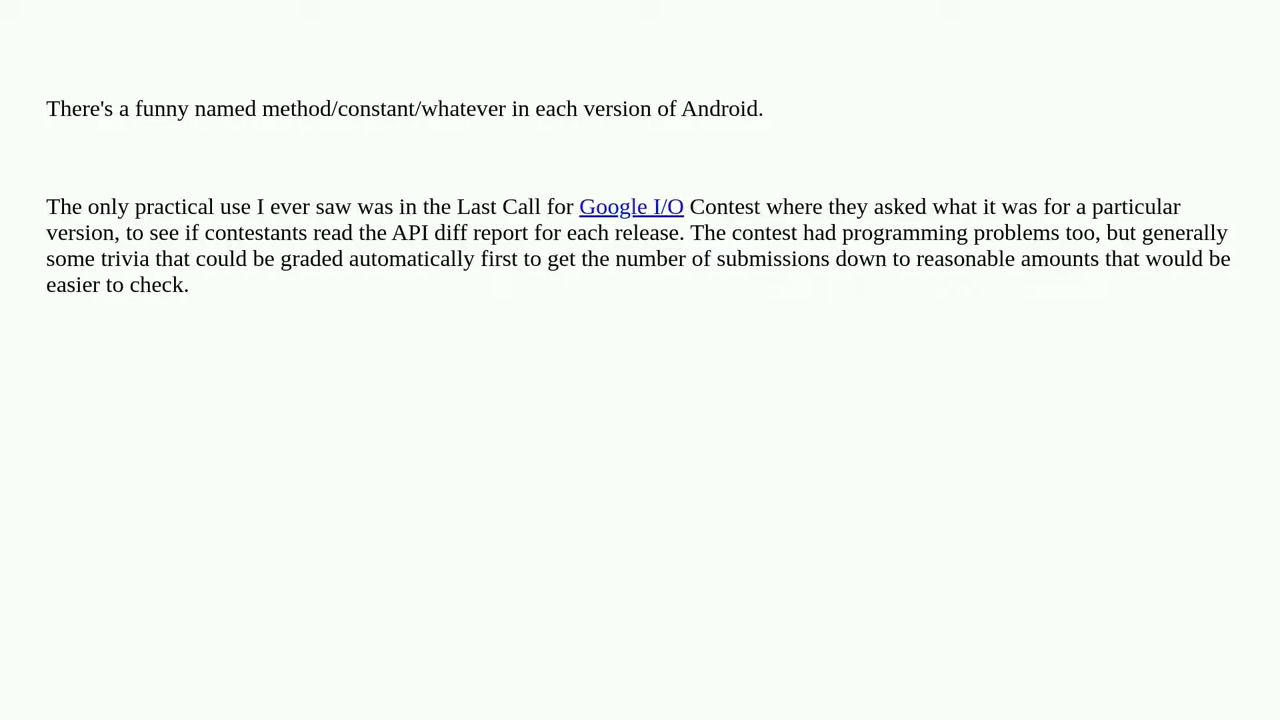 There's a funny named method/constant/whatever in each version of Android.
The only practical use I ever saw was in the Last Call for Google I/O Contest where they asked what it was for a particular
version, to see if contestants read the API diff report for each release. The contest had programming problems too, but generally
some trivia that could be graded automatically first to get the number of submissions down to reasonable amounts that would be
easier to check.